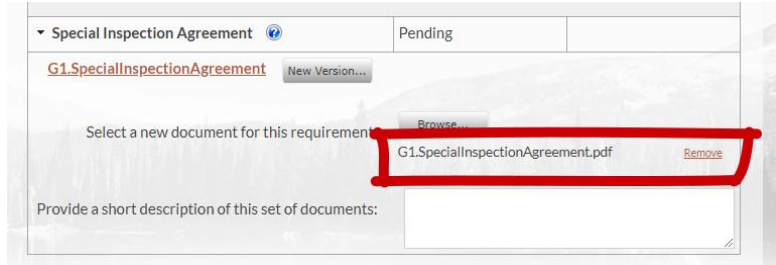 Special Inspection Agreement
Pending
G1.SpecialInspectionAgreement
New Version...
Browse...
Select a new document for this requirement
G1.SpecialInspectionAgreement.pdf
Remove
Provide a short description of this set of documents: